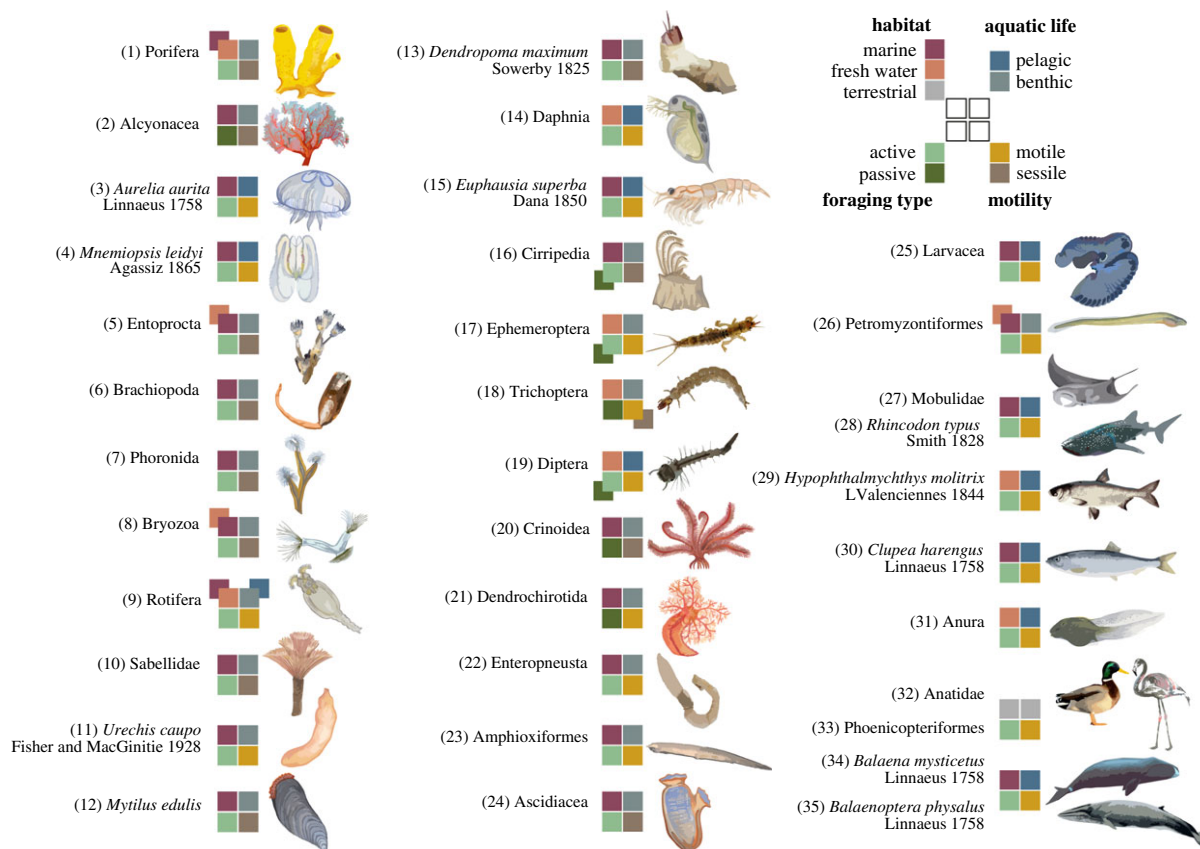 (1) Porifera
(2) Alcyonacea
(3) Aurelia aurita
Linnaeus 1758
(4) Mnemiopsis leidyi
Agassiz 1865
(5) Entoprocta
(6) Brachiopoda
(7) Phoronida
(8) Bryozoa
(9) Rotifera
(10) Sabellidae
(11) Urechis caupo
Fisher and MacGinitie 1928
(12) Mytilus edulis
(13) Dendropoma maximum
Sowerby 1825
(14) Daphnia
(15) Euphausia superba
Dana 1850
(16) Cirripedia
(17) Ephemeroptera
(18) Trichoptera
(19) Diptera
(20) Crinoidea
(21) Dendrochirotida
(22) Enteropneusta
(23) Amphioxiformes
(24) Ascidiacea
habitat
marine
fresh water
terrestrial
aquatic life
pelagic
benthic
active
passive
foraging type
motile
sessile
motility
(25) Larvacea
(26) Petromyzontiformes
(27) Mobulidae
(28) Rhincodon typus
Smith 1828
(29) Hypophthalmychthys molitrix
LValenciennes 1844
(30) Clupea harengus
Linnaeus 1758
(31) Anura
(32) Anatidae
(33) Phoenicopteriformes
(34) Balaena mysticetus
Linnaeus 1758
(35) Balaenoptera physalus
Linnaeus 1758